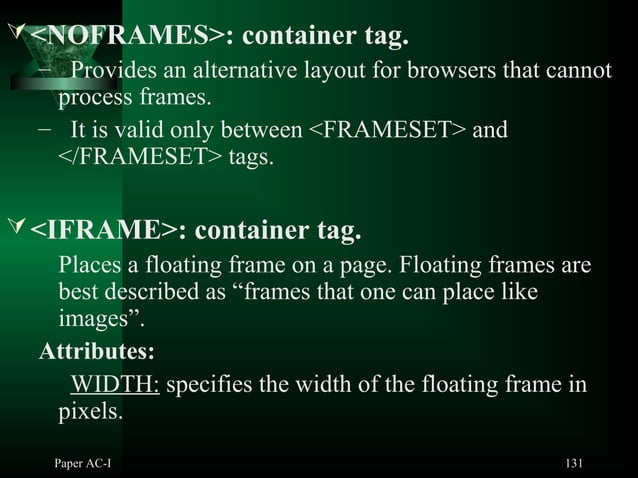 <NOFRAMES>: container tag.
– Provides an alternative layout for browsers that cannot
process frames.
– It is valid only between <FRAMESET> and
</FRAMESET> tags.
<IFRAME>: container tag.
Places a floating frame on a page. Floating frames are
best described as “frames that one can place like
images”.
Attributes:
WIDTH: specifies the width of the floating frame in
pixels.
Paper AC-I 131